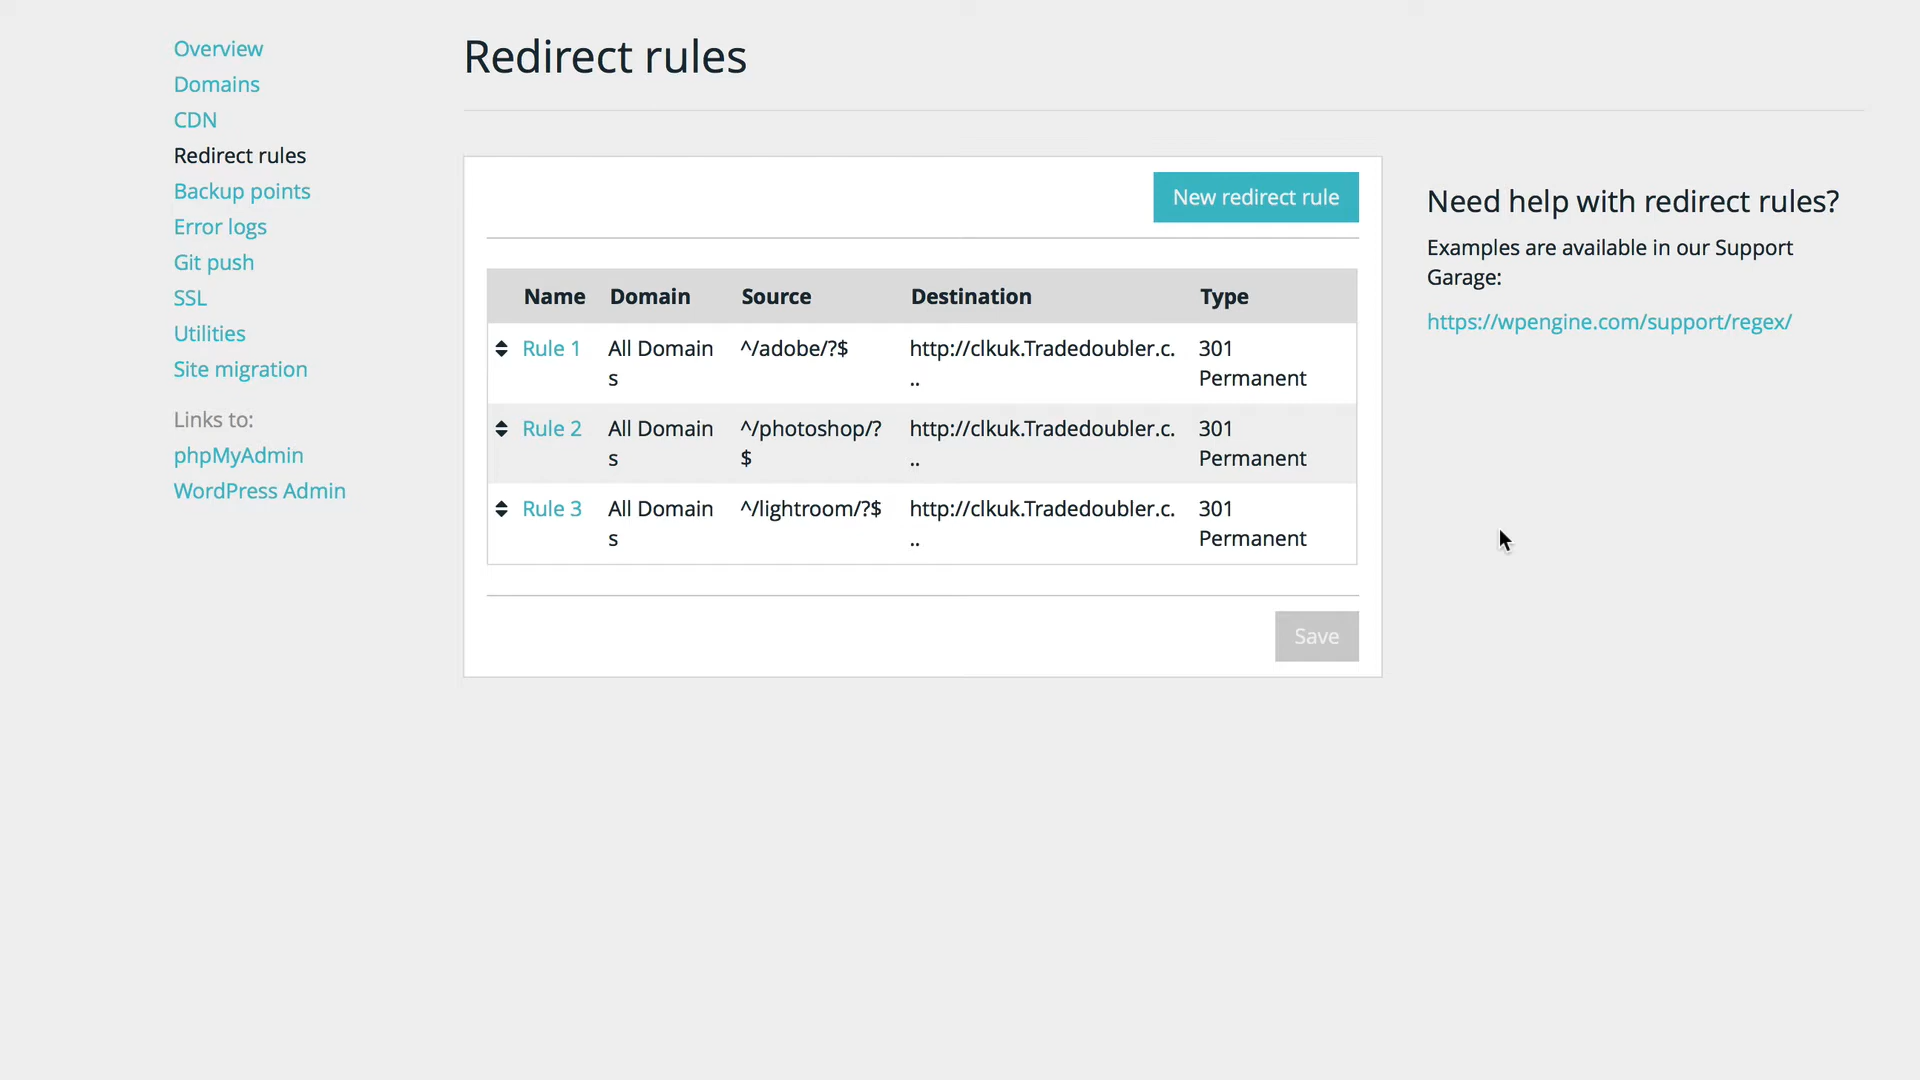 Overview
Domains
CDN
Redirect rules
Backup points
Error logs
Git push
SSL
Utilities
Site migration
Links to:
phpMyAdmin
WordPress Admin
Redirect rules
New redirect rule
Name Domain Source Destination Type
Rule 1 All Domain ^/adobe/?$ http://clkuk.Tradedoubler.c. 301
s .. Permanent
Rule 2 All Domain ^/photoshop/? http://clkuk.Tradedoubler.c. 301
s $ .. Permanent
Rule 3 All Domain ^/lightroom/?$ http://clkuk.Tradedoubler.c. 301
s .. Permanent
Save
Need help with redirect rules?
Examples are available in our Support
Garage:
https://wpengine.com/support/regex/